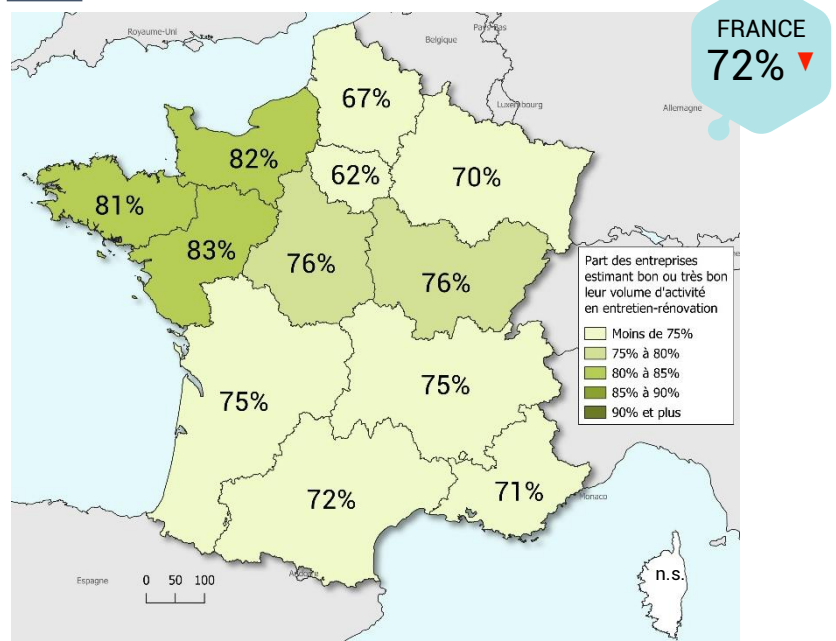 FRANCE
72%
Royaume-Uni
Belgique
Pays-Bas
Luxembourg
Allemagne
67%
82%
62%
70%
81%
83%
76%
76%
75%
75%
72%
71%
Monaco
Andorre
Espagne
n.s.
0 50 100
Part des entreprises
estimant bon ou très bon
leur volume d'activité
en entretien-rénovation
Moins de 75%
75% à 80%
80% à 85%
85% à 90%
90% et plus